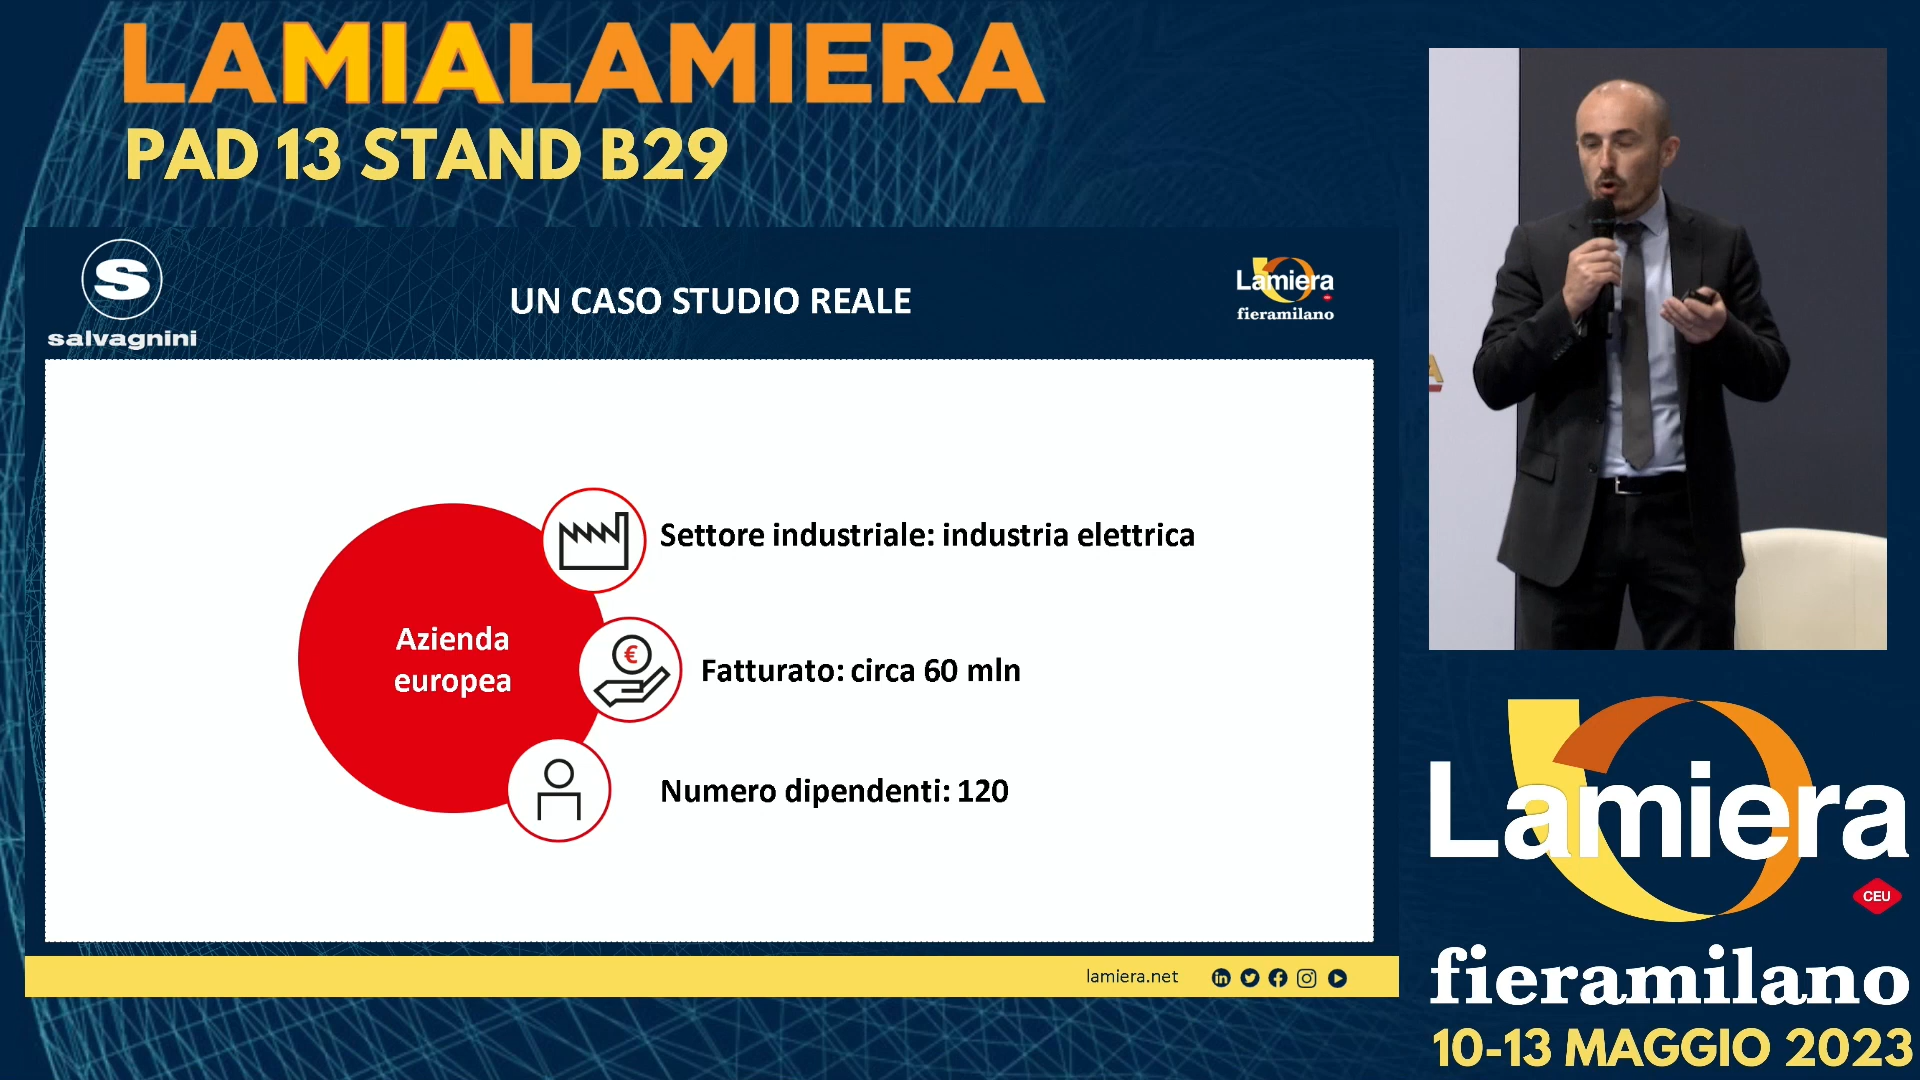 LAMIALAMIERA
PAD 13 STAND B29
S
salvagnini
UN CASO STUDIO REALE
Lamiera
fieramilano
Settore industriale: industria elettrica
Azienda
europea
€
Fatturato: circa 60 mln
Numero dipendenti: 120
lamiera.net
in
A
Lamiera
CEU
fieramilano
10-13 MAGGIO 2023